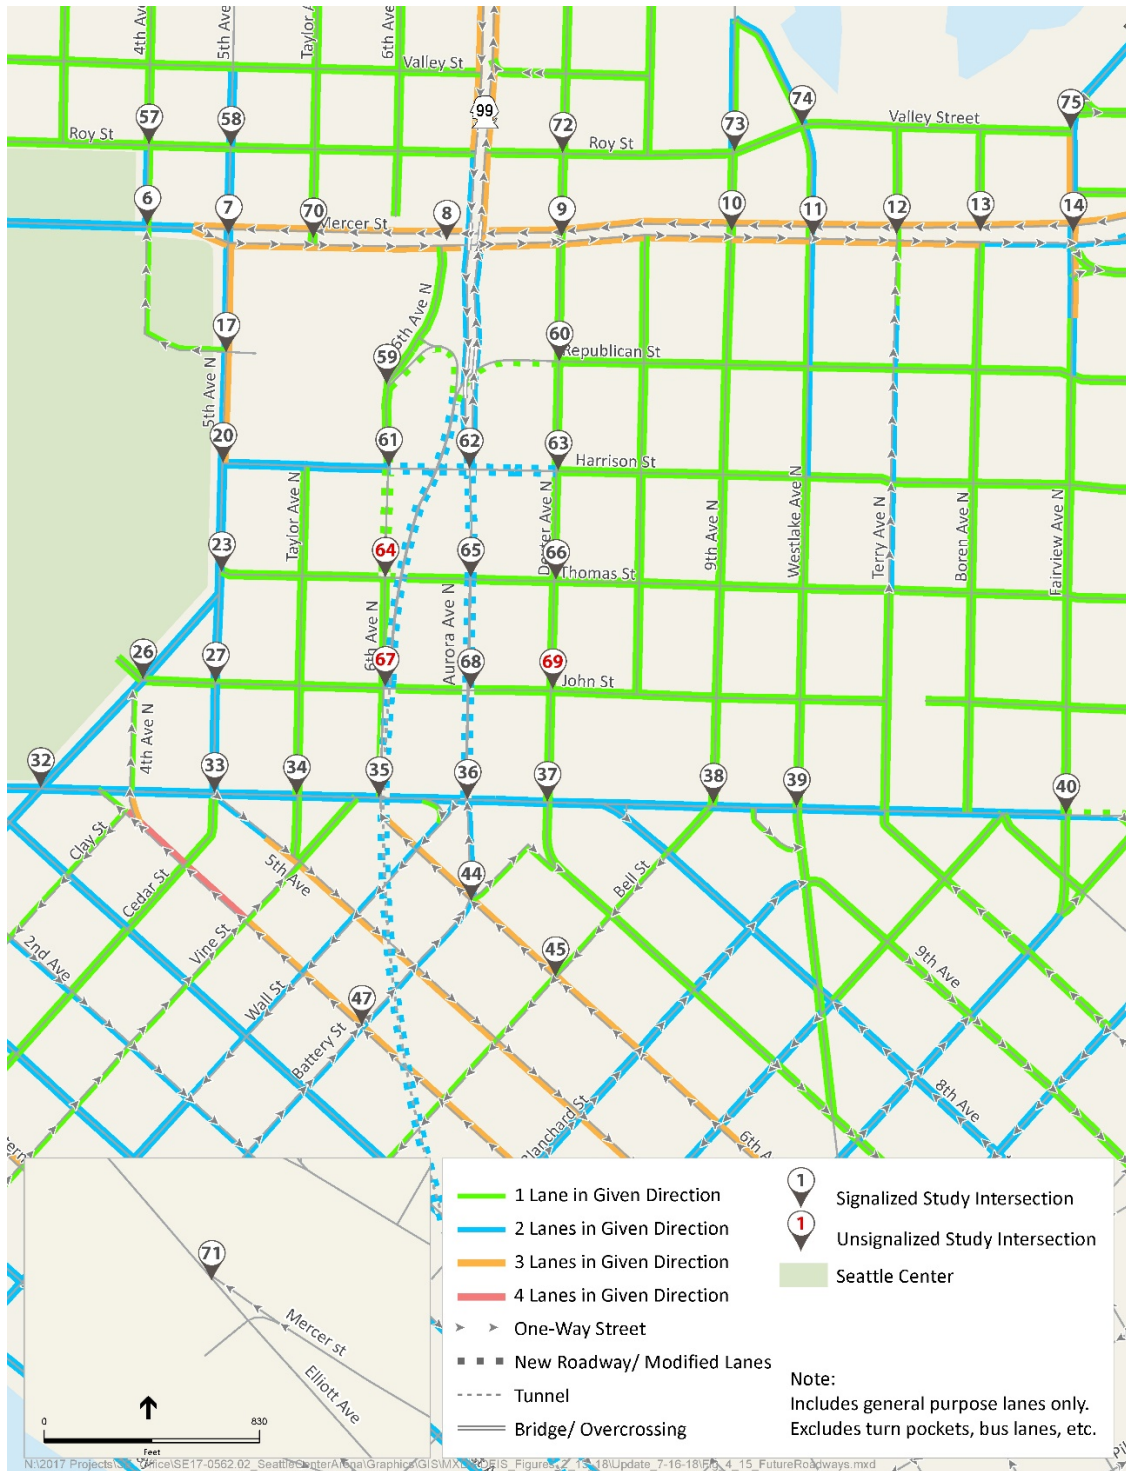 4th Av
5th Ave
Taylor A
6th Ave
Valley St
99
57
58
72
73
74
75
Roy St
Roy St
Valley Street
6
7
70
8
9
10
11
12
13
14
Mercer St
17
6th Ave N
59
60
Republican St
5th Ave N
20
61
62
63
Harrison St
Taylor Ave N
Dexter Ave N
9th Ave N
Westlake Ave N
Terry Ave N
Boren Ave N
Fairview Ave N
23
64
65
66
Thomas St
6th Ave N
Aurora Ave N
26
27
67
68
69
John St
4th Ave N
32
33
34
35
36
37
38
39
40
Clay St
Cedar St
5th Ave
44
Bell St
2nd Ave
Vine St
Wall St
45
9th Ave
47
Battery St
Blanchard St
8th Ave
6th A
71
Mercer st
Elliott Ave
0 830
Feet
1 Lane in Given Direction
2 Lanes in Given Direction
3 Lanes in Given Direction
4 Lanes in Given Direction
One-Way Street
New Roadway/ Modified Lanes
Tunnel
Bridge/ Overcrossing
1 Signalized Study Intersection
1 Unsignalized Study Intersection
Seattle Center
Note:
Includes general purpose lanes only.
Excludes turn pockets, bus lanes, etc.